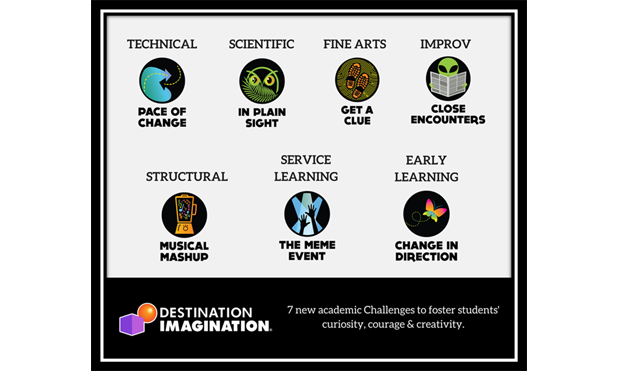 TECHNICAL
SCIENTIFIC
FINE ARTS
IMPROV
PACE OF
CHANGE
IN PLAIN
SIGHT
GET A
CLUE
CLOSE
ENCOUNTERS
STRUCTURAL
SERVICE
LEARNING
EARLY
LEARNING
MUSICAL
MASHUP
THE MEME
EVENT
CHANGE IN
DIRECTION
DESTINATION
IMAGINATION
7 new academic Challenges to foster students'
curiosity, courage & creativity.